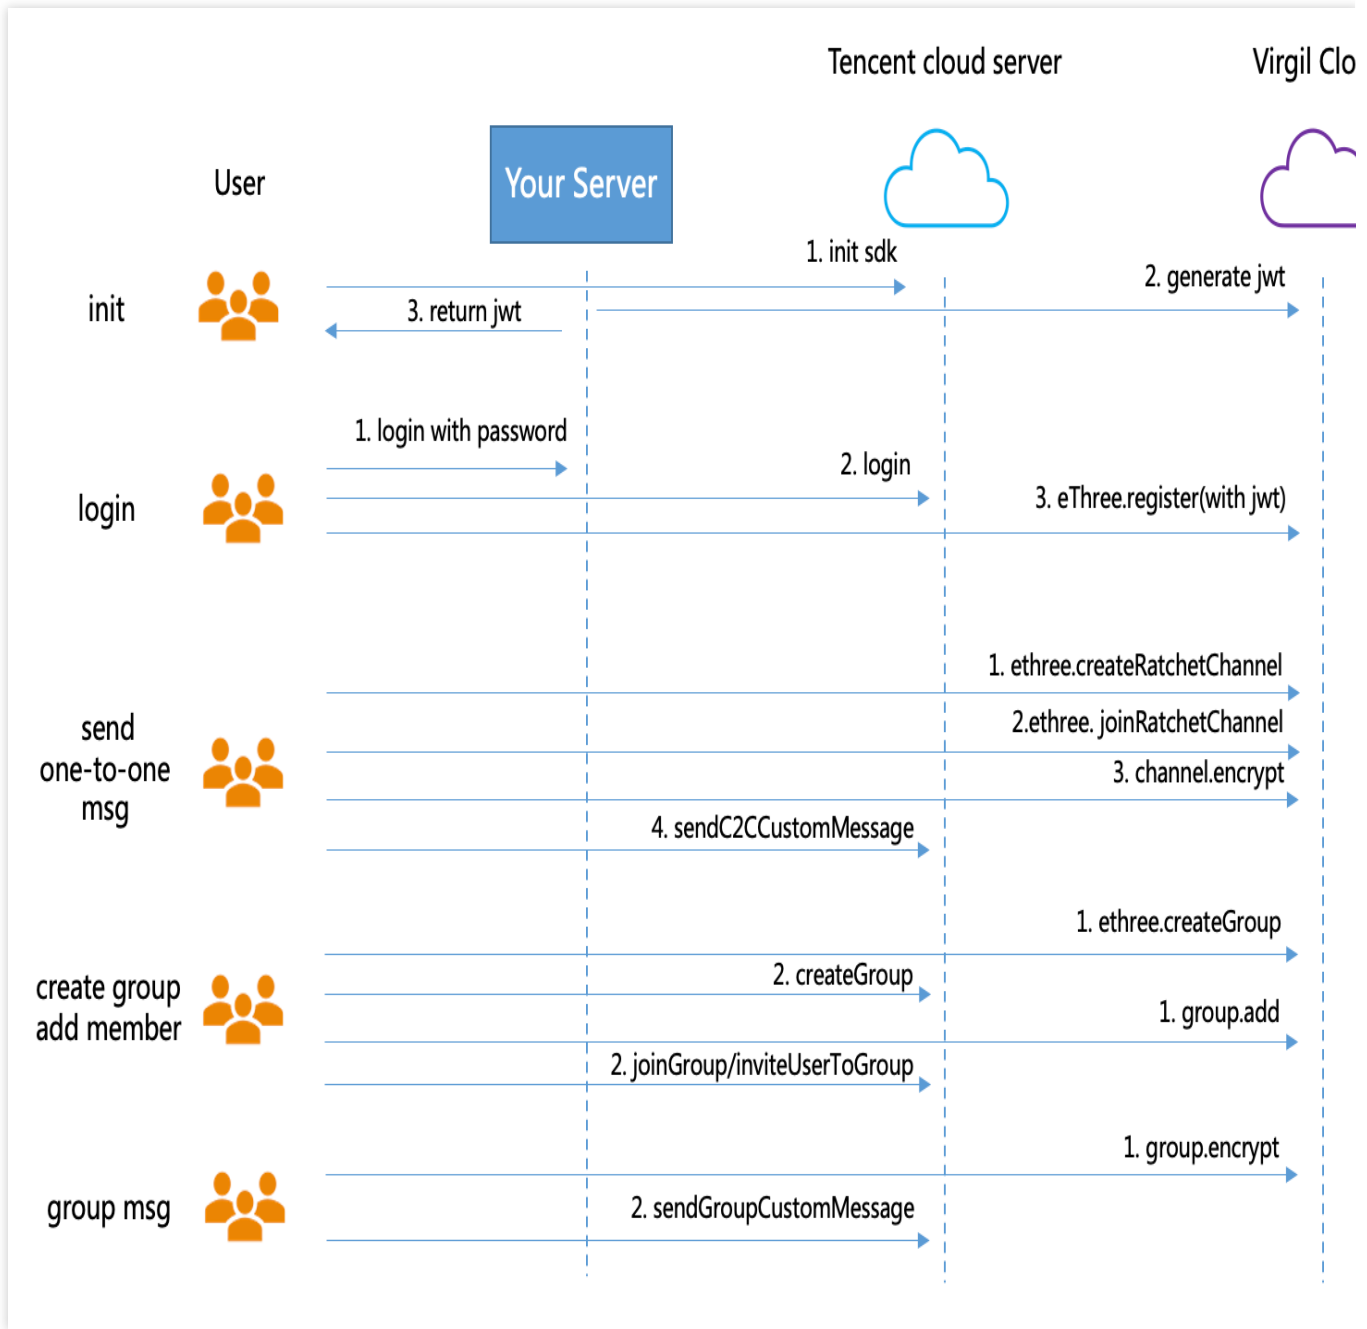 Tencent cloud server
Virgil Clo
User
Your Server
1. init sdk
2. generate jwt
init
3. return jwt
1. login with password
2. login
login
3. eThree.register(with jwt)
1. ethree.createRatchetChannel
send
one-to-one
msg
2.ethree. joinRatchetChannel
3. channel.encrypt
4. sendC2CCustomMessage
1. ethree.createGroup
create group
add member
2. createGroup
1. group.add
2. joinGroup/inviteUserToGroup
1. group.encrypt
group msg
2. sendGroupCustomMessage